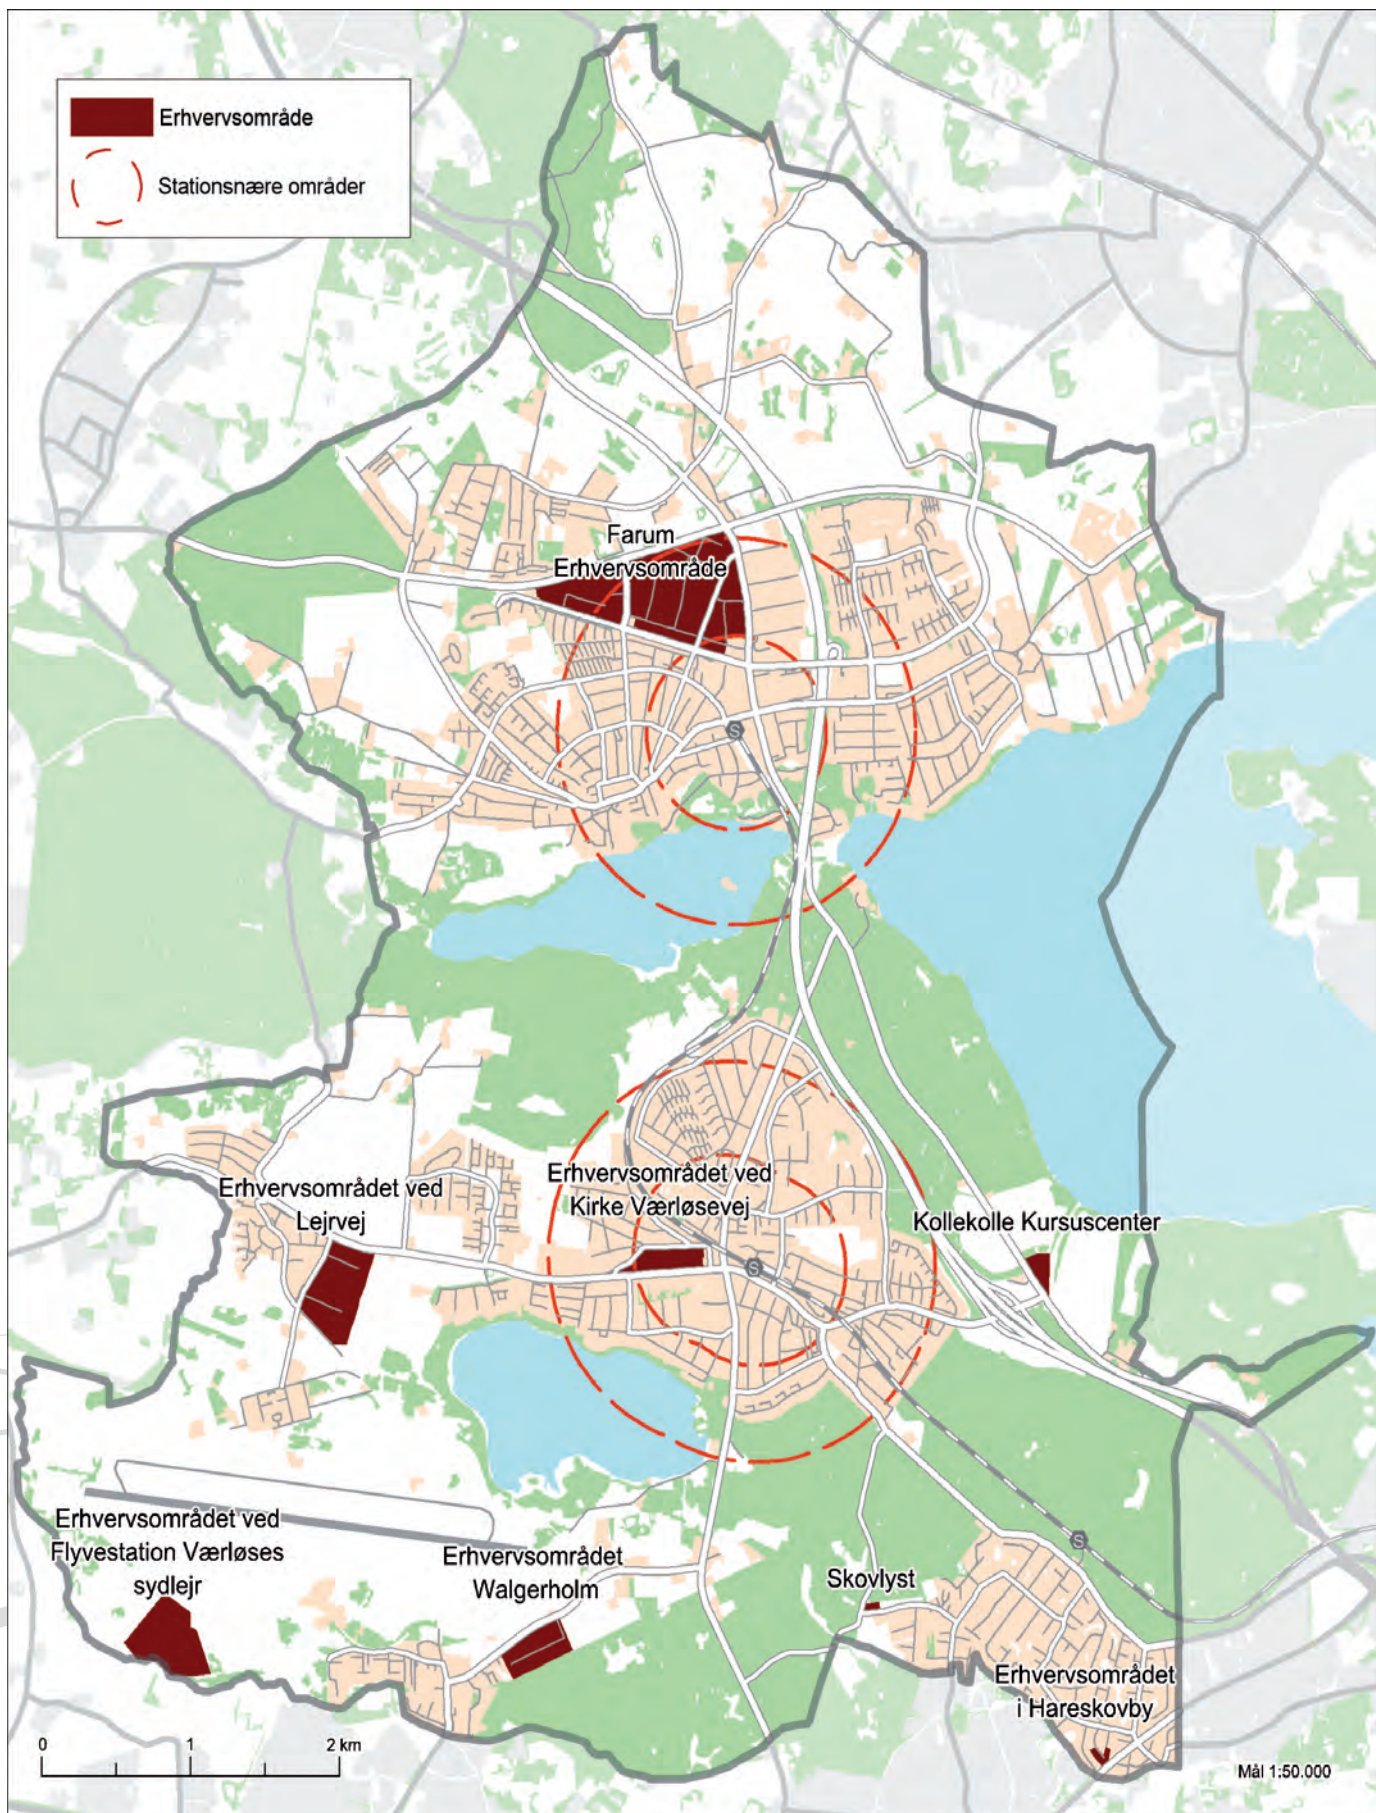 Erhvervsområde
Stationsnære områder
Farum
Erhvervsområde
Erhvervsområdet ved
Lejrvej
Erhvervsområdet ved
Kirke Værløsevej
Kollekolle Kursuscenter
Erhvervsområdet ved
Flyvestation Værløses
sydlejr
Erhvervsområdet
Walgerholm
Skovlyst
Erhvervsområdet
i Hareskovby
S
S
S
0 1 2 km
Mål 1:50.000